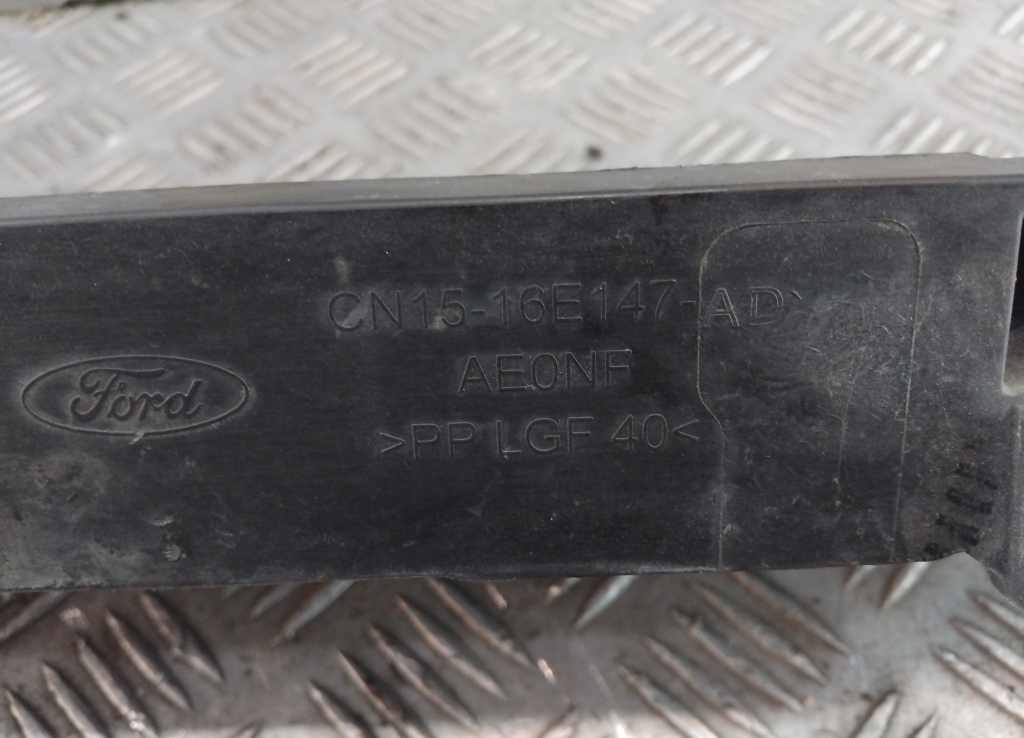 CN15-16E147-AD
Ford
AE0NF
>PP LGF 40<